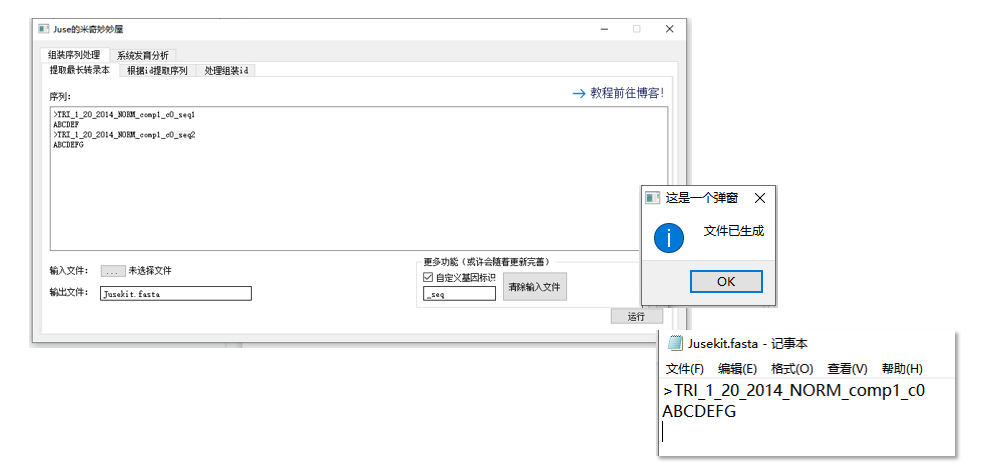 Juse的米奇妙妙屋
组装序列处理 系统发育分析
提取最长转录本 根据id提取序列 处理组装id
序列:
→ 教程前往博客!
>TRI_1_20_2014_NORM_comp1_c0_seq1
ABCDEF
>TRI_1_20_2014_NORM_comp1_c0_seq2
ABCDEFG
输入文件: ... 未选择文件
输出文件: Jusekit.fasta
更多功能（或许会随着更新完善）
自定义基因标识
_seq
清除输入文件
运行
这是一个弹窗
文件已生成
OK
Jusekit.fasta - 记事本
文件(F) 编辑(E) 格式(O) 查看(V) 帮助(H)
>TRI_1_20_2014_NORM_comp1_c0
ABCDEFG